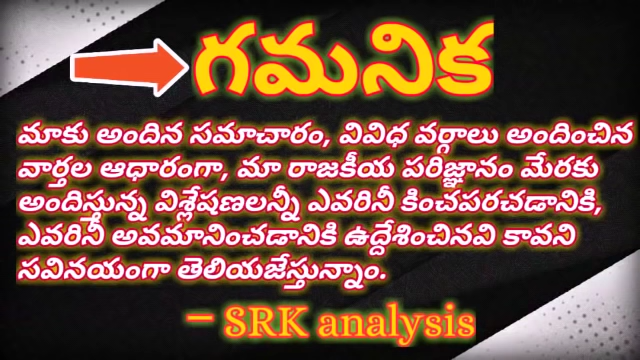 గమనిక
మాకు అందిన సమాచారం, వివిధ వర్గాలు అందించిన
వార్తల ఆధారంగా, మా రాజకీయ పరిజ్ఞానం మేరకు
అందిస్తున్న విశ్లేషణలన్నీ ఎవరినీ కించపరచడానికి,
ఎవరినీ అవమానించడానికి ఉద్దేశించినవి కావని
సవినయంగా తెలియజేస్తున్నాం.
– SRK analysis